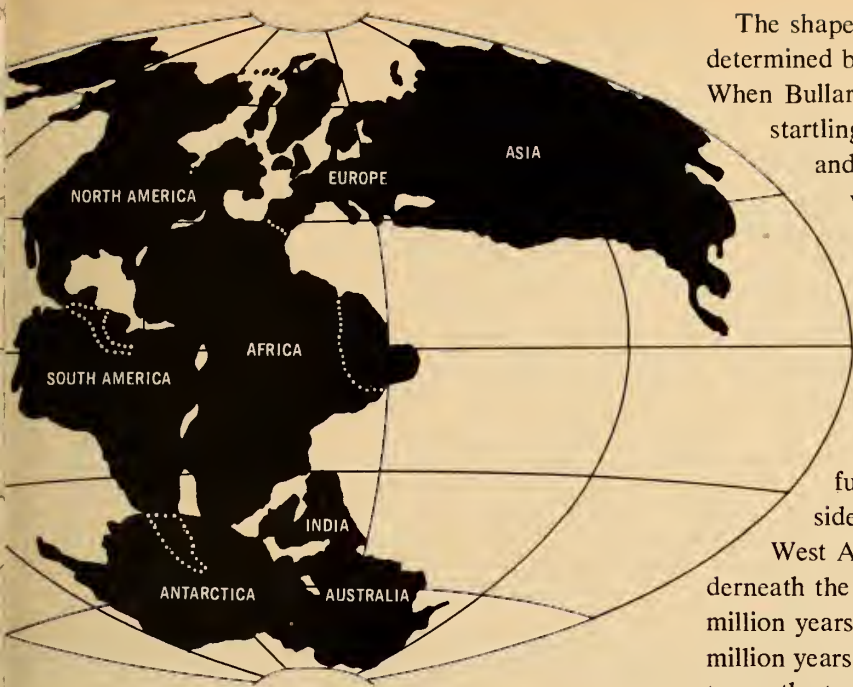 The shape
determined b
When Bullar
startling
and
fu
side
West A
derneath the
million years
million years
ASIA
EUROPE
NORTH AMERICA
AFRICA
SOUTH AMERICA
INDIA
ANTARCTICA
AUSTRALIA